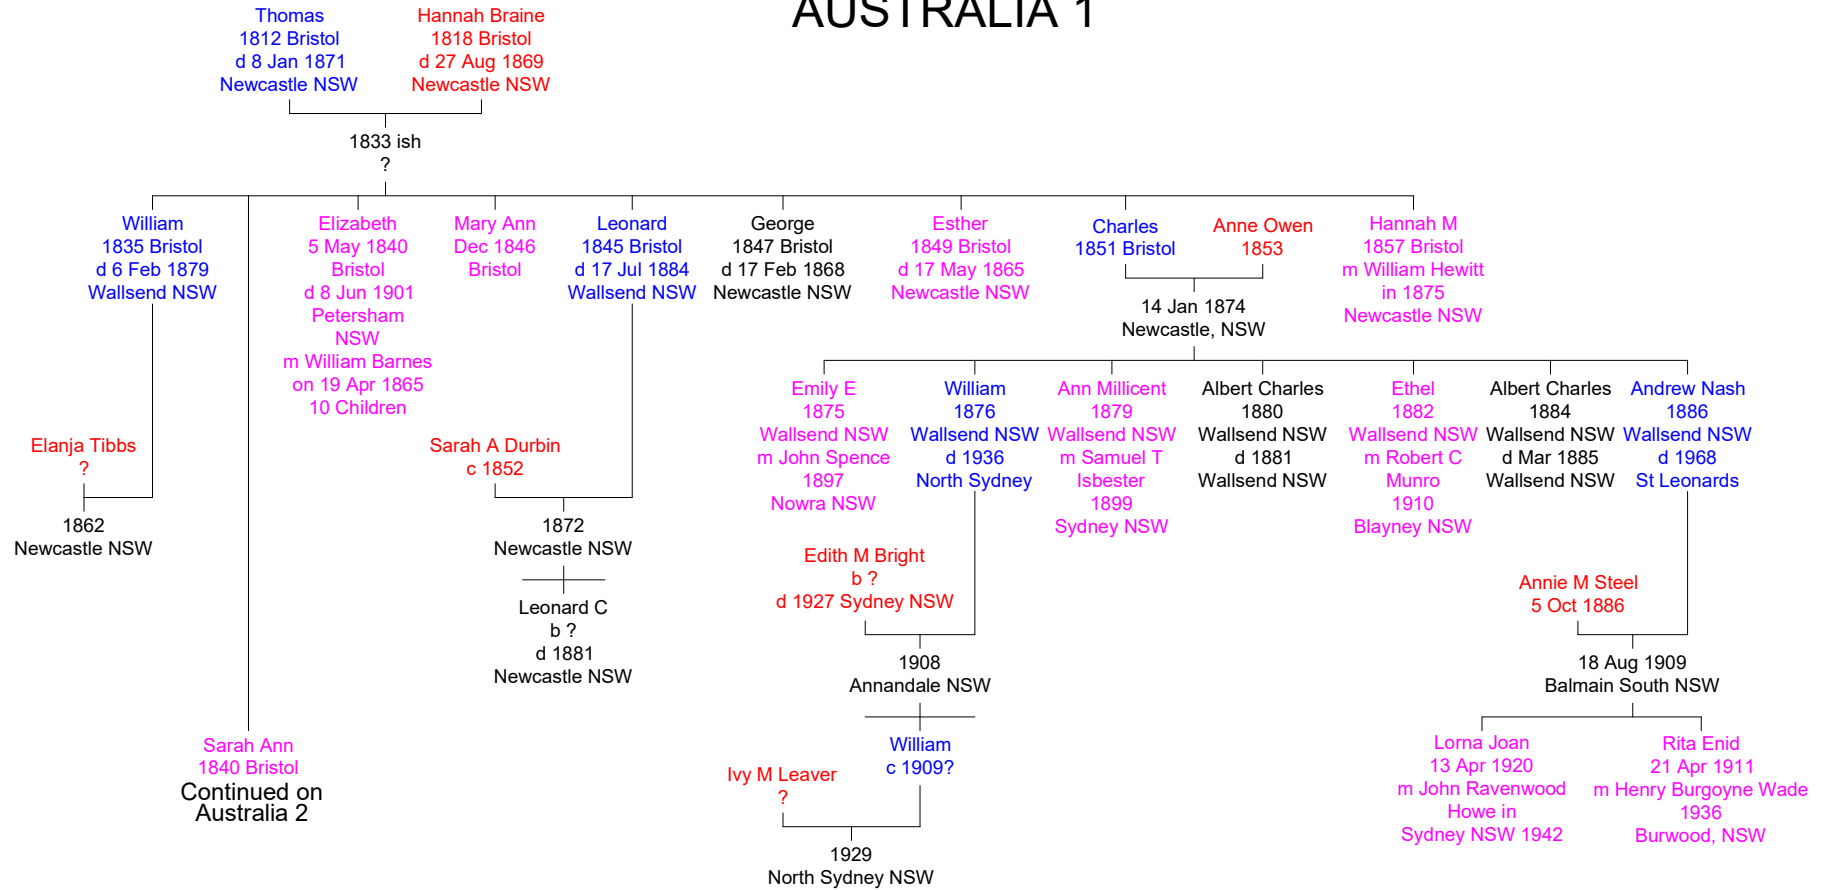 AUSTRALIA 1
Thomas
1812 Bristol
d 8 Jan 1871
Newcastle NSW
Hannah Braine
1818 Bristol
d 27 Aug 1869
Newcastle NSW
1833 ish
?
William
1835 Bristol
d 6 Feb 1879
Wallsend NSW
Elizabeth
5 May 1840
Bristol
d 8 Jun 1901
Petersham
NSW
m William Barnes
on 19 Apr 1865
10 Children
Mary Ann
Dec 1846
Bristol
Leonard
1845 Bristol
d 17 Jul 1884
Wallsend NSW
George
1847 Bristol
d 17 Feb 1868
Newcastle NSW
Esther
1849 Bristol
d 17 May 1865
Newcastle NSW
Charles
1851 Bristol
Anne Owen
1853
Hannah M
1857 Bristol
m William Hewitt
in 1875
Newcastle NSW
14 Jan 1874
Newcastle, NSW
Emily E
1875
Wallsend NSW
m John Spence
1897
Nowra NSW
William
1876
Wallsend NSW
d 1936
North Sydney
Ann Millicent
1879
Wallsend NSW
m Samuel T
Isbester
1899
Sydney NSW
Albert Charles
1880
Wallsend NSW
d 1881
Wallsend NSW
Ethel
1882
Wallsend NSW
m Robert C
Munro
1910
Blayney NSW
Albert Charles
1884
Wallsend NSW
d Mar 1885
Wallsend NSW
Andrew Nash
1886
Wallsend NSW
d 1968
St Leonards
Elanja Tibbs
?
1862
Newcastle NSW
Sarah A Durbin
c 1852
1872
Newcastle NSW
Leonard C
b ?
d 1881
Newcastle NSW
Edith M Bright
b ?
d 1927 Sydney NSW
1908
Annandale NSW
Annie M Steel
5 Oct 1886
18 Aug 1909
Balmain South NSW
Sarah Ann
1840 Bristol
Continued on
Australia 2
William
c 1909?
Ivy M Leaver
?
1929
North Sydney NSW
Lorna Joan
13 Apr 1920
m John Ravenwood
Howe in
Sydney NSW 1942
Rita Enid
21 Apr 1911
m Henry Burgoyne Wade
1936
Burwood, NSW